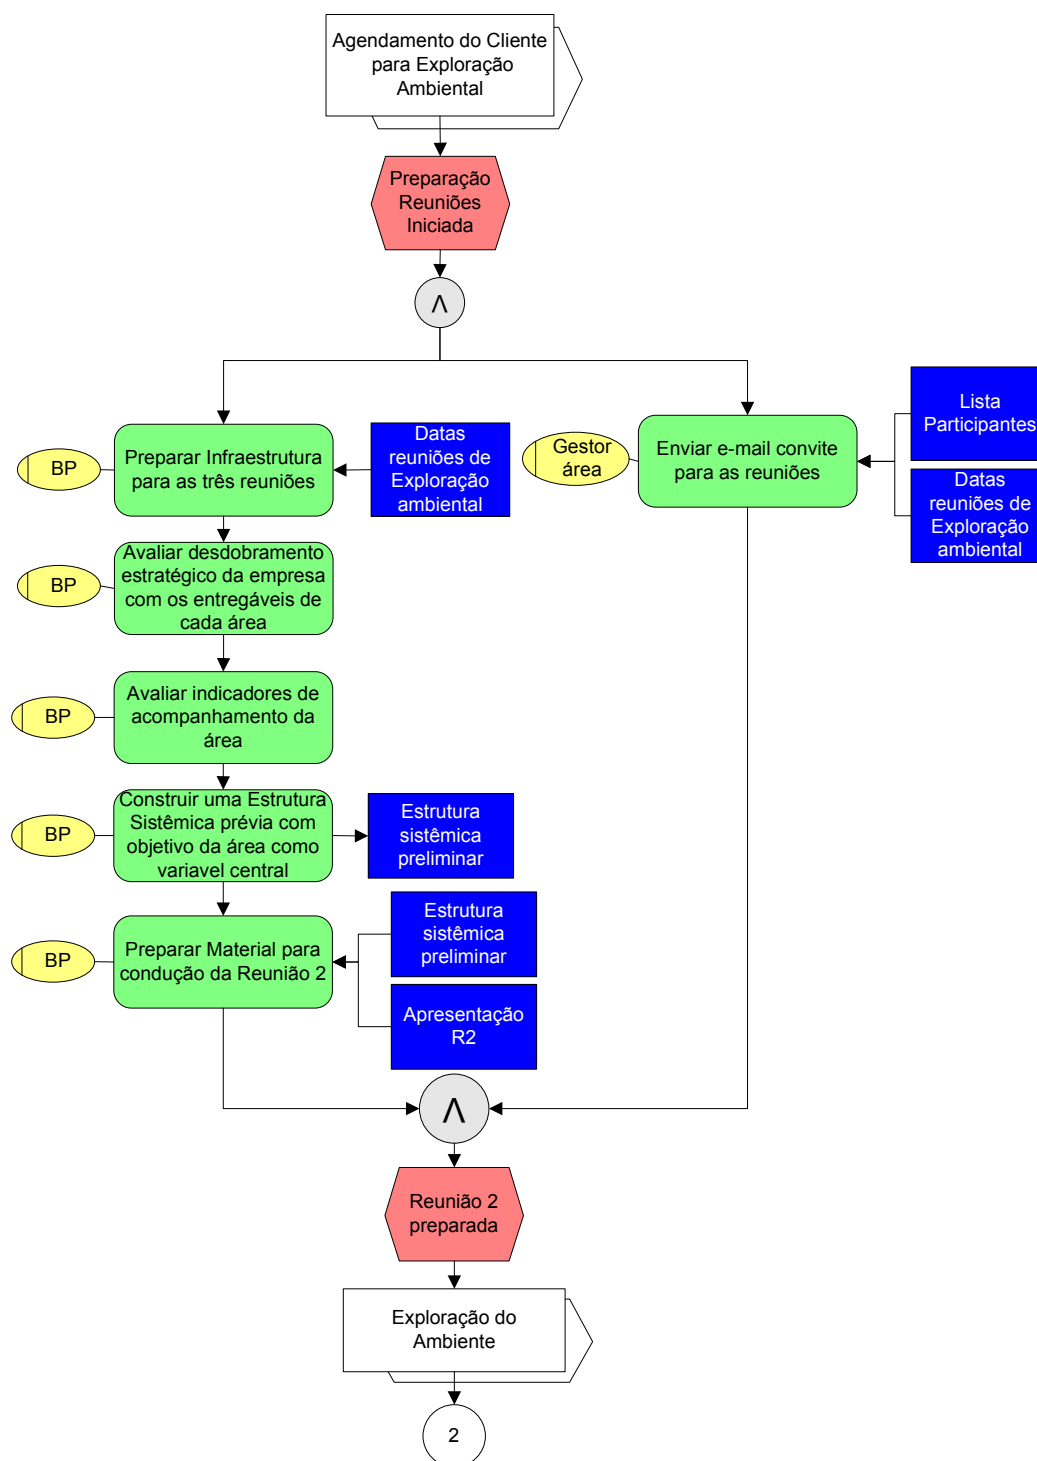 Agendamento do Cliente
para Exploração
Ambiental
Preparação
Reuniões
Iniciada
Λ
BP
Preparar Infraestrutura
para as três reuniões
Datas
reuniões de
Exploração
ambiental
Gestor
área
Enviar e-mail convite
para as reuniões
Lista
Participantes
Datas
reuniões de
Exploração
ambiental
BP
Avaliar desdobramento
estratégico da empresa
com os entregáveis de
cada área
BP
Avaliar indicadores de
acompanhamento da
área
BP
Construir uma Estrutura
Sistêmica prévia com
objetivo da área como
variavel central
Estrutura
sistêmica
preliminar
BP
Preparar Material para
condução da Reunião 2
Estrutura
sistêmica
preliminar
Apresentação
R2
Λ
Reunião 2
preparada
Exploração do
Ambiente
2